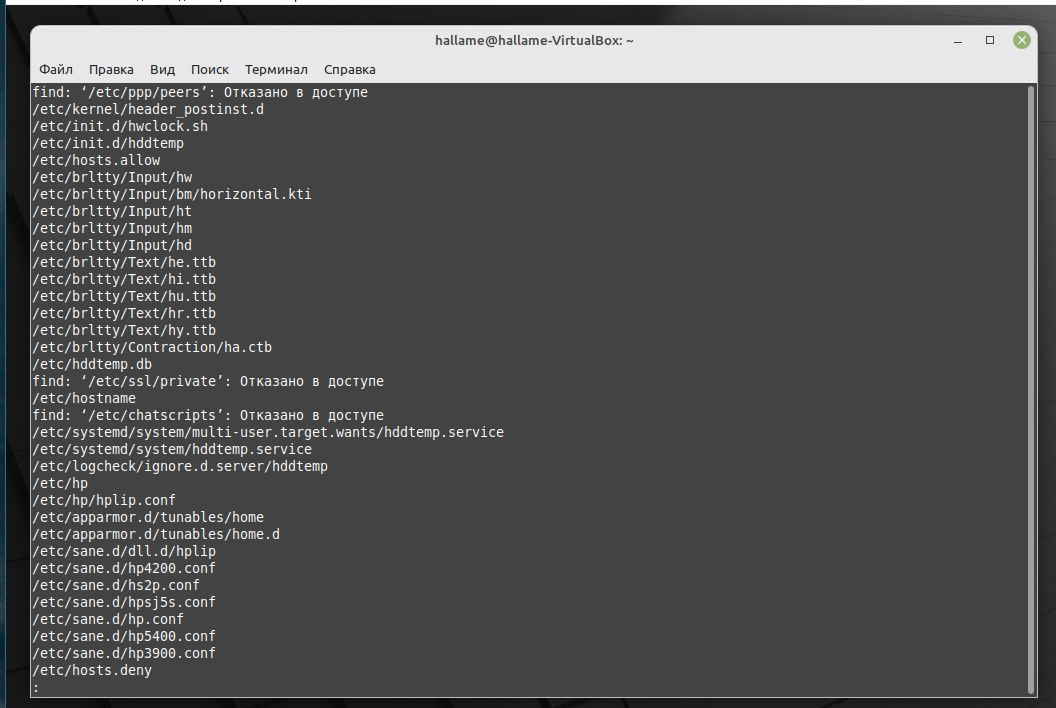 hallame@hallame-VirtualBox: ~
Файл Правка Вид Поиск Терминал Справка
find: ‘/etc/ppp/peers’: Отказано в доступе
/etc/kernel/header_postinst.d
/etc/init.d/hwclock.sh
/etc/init.d/hddtemp
/etc/hosts.allow
/etc/brltty/Input/hw
/etc/brltty/Input/bm/horizontal.kti
/etc/brltty/Input/ht
/etc/brltty/Input/hm
/etc/brltty/Input/hd
/etc/brltty/Text/he.ttb
/etc/brltty/Text/hi.ttb
/etc/brltty/Text/hu.ttb
/etc/brltty/Text/hr.ttb
/etc/brltty/Text/hy.ttb
/etc/brltty/Contraction/ha.ctb
/etc/hddtemp.db
find: ‘/etc/ssl/private’: Отказано в доступе
/etc/hostname
find: ‘/etc/chatscripts’: Отказано в доступе
/etc/systemd/system/multi-user.target.wants/hddtemp.service
/etc/systemd/system/hddtemp.service
/etc/logcheck/ignore.d.server/hddtemp
/etc/hp
/etc/hp/hplip.conf
/etc/apparmor.d/tunables/home
/etc/apparmor.d/tunables/home.d
/etc/sane.d/dll.d/hplip
/etc/sane.d/hp4200.conf
/etc/sane.d/hs2p.conf
/etc/sane.d/hpsj5s.conf
/etc/sane.d/hp.conf
/etc/sane.d/hp5400.conf
/etc/sane.d/hp3900.conf
/etc/hosts.deny
: